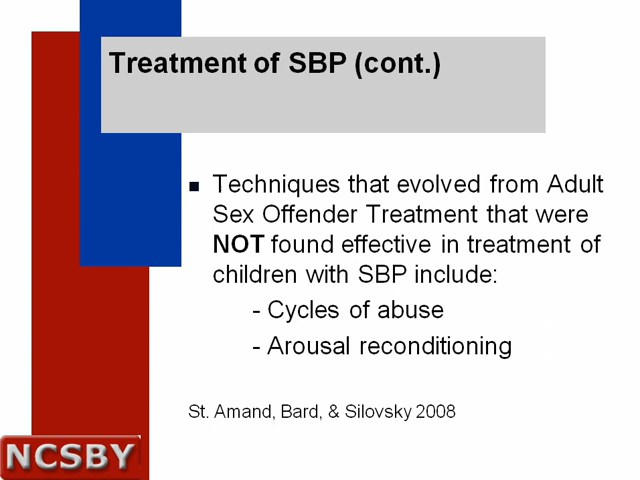 Treatment of SBP (cont.)
■ Techniques that evolved from Adult
Sex Offender Treatment that were
NOT found effective in treatment of
children with SBP include:
- Cycles of abuse
- Arousal reconditioning
St. Amand, Bard, & Silovsky 2008
NCSBY